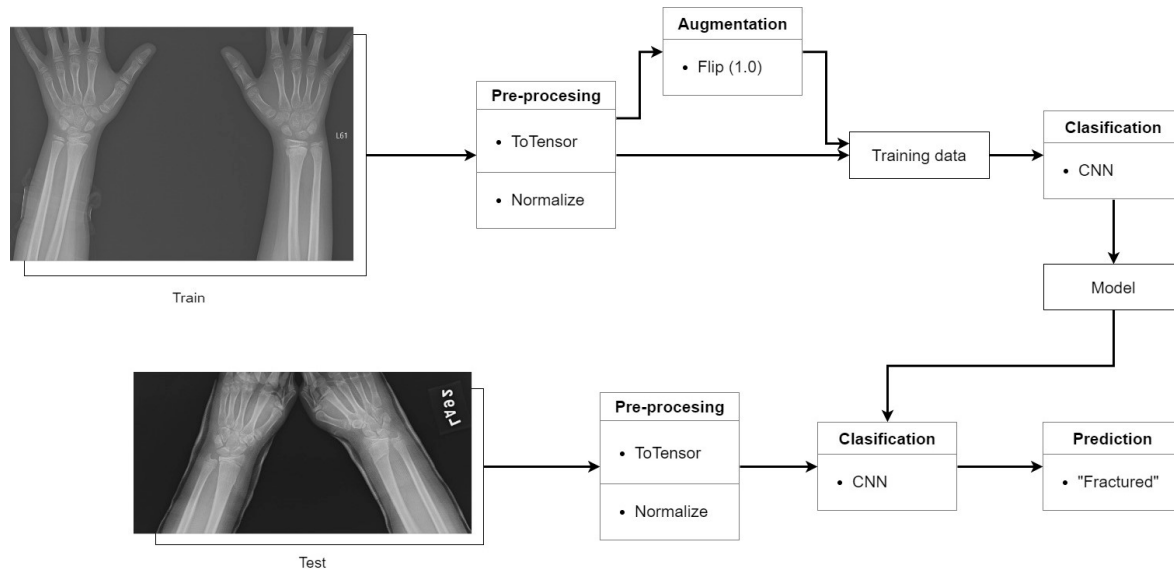 Augmentation
Flip (1.0)
Pre-procesing
ToTensor
Normalize
L61
Training data
Clasification
CNN
Train
Model
Pre-procesing
ToTensor
Normalize
Clasification
CNN
Prediction
"Fractured"
Test